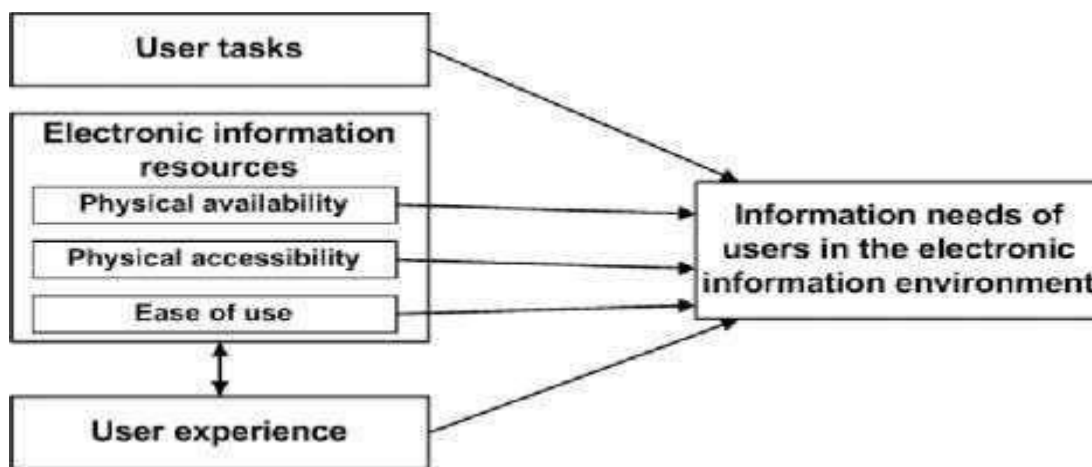 User tasks
Electronic information
resources
Physical availability
Physical accessibility
Ease of use
User experience
Information needs of
users in the electronic
information environment